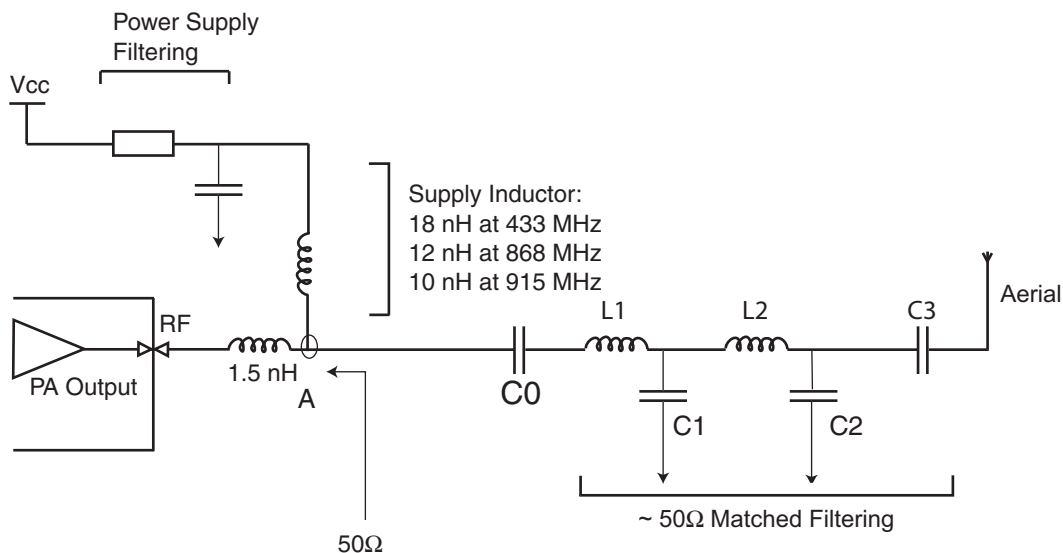 Power Supply
Filtering
Vcc
Supply Inductor:
18 nH at 433 MHz
12 nH at 868 MHz
10 nH at 915 MHz
L1
L2
C3
Aerial
RF
PA Output
1.5 nH
A
C0
C1
C2
~ 50Ω Matched Filtering
50Ω